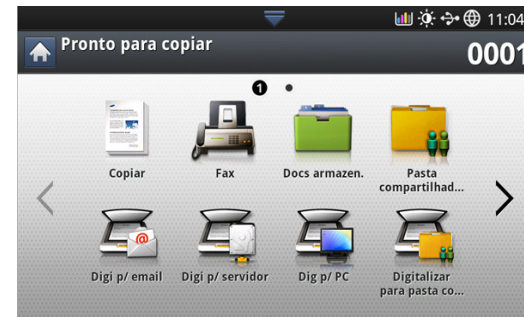 11:04
Pronto para copiar
0001
1
Copiar
Fax
Docs armazen.
Pasta
compartilhad...
Digi p/ email
Digi p/ servidor
Dig p/ PC
Digitalizar
para pasta co...